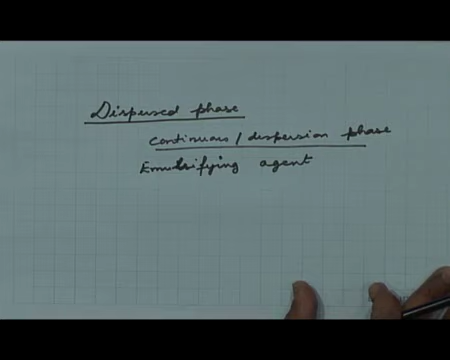 Dispersed phase
continuous / dispersion phase
Emulsifying agent